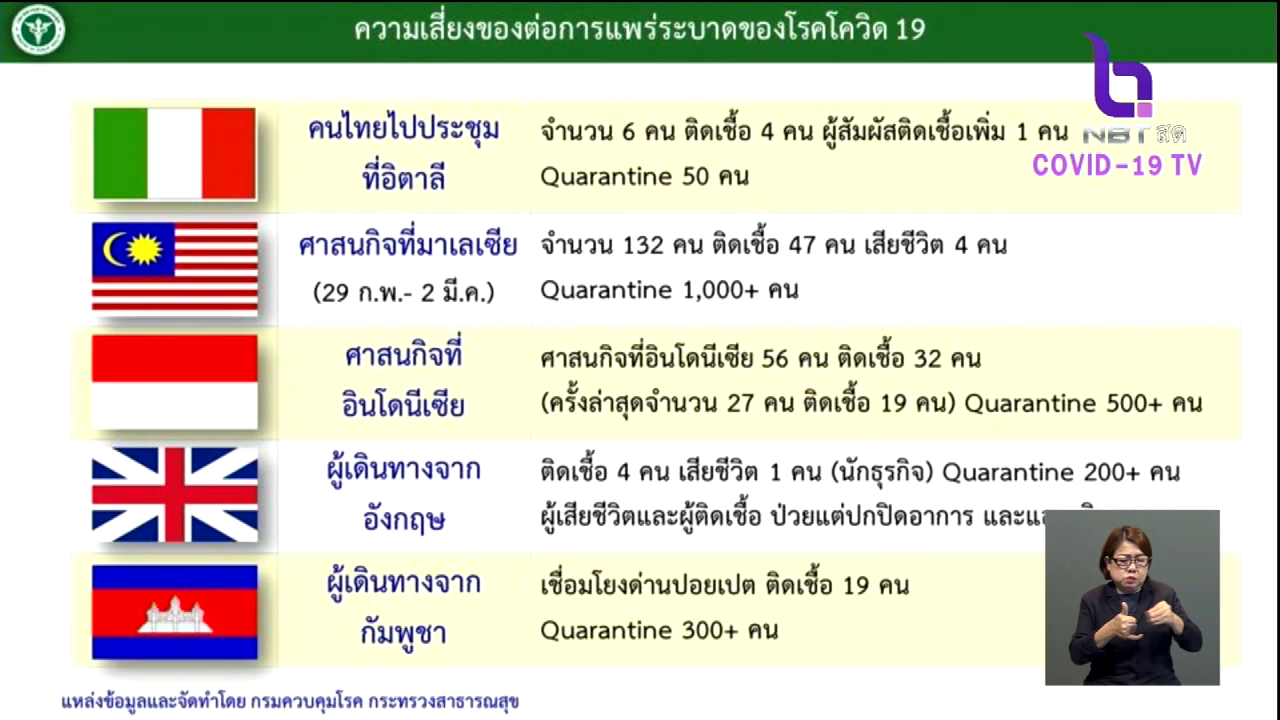 ความเสี่ยงของต่อการแพร่ระบาดของโรคโควิด 19
NBT สด
COVID-19 TV
คนไทยไปประชุม
ที่อิตาลี
จำนวน 6 คน ติดเชื้อ 4 คน ผู้สัมผัสติดเชื้อเพิ่ม 1 คน
Quarantine 50 คน
ศาสนกิจที่มาเลเซีย
(29 ก.พ.- 2 มี.ค.)
จำนวน 132 คน ติดเชื้อ 47 คน เสียชีวิต 4 คน
Quarantine 1,000+ คน
ศาสนกิจที่
อินโดนีเซีย
ศาสนกิจที่อินโดนีเซีย 56 คน ติดเชื้อ 32 คน
(ครั้งล่าสุดจำนวน 27 คน ติดเชื้อ 19 คน) Quarantine 500+ คน
ผู้เดินทางจาก
อังกฤษ
ติดเชื้อ 4 คน เสียชีวิต 1 คน (นักธุรกิจ) Quarantine 200+ คน
ผู้เสียชีวิตและผู้ติดเชื้อ ป่วยแต่ปกปิดอาการ
ผู้เดินทางจาก
กัมพูชา
เชื่อมโยงด่านปอยเปต ติดเชื้อ 19 คน
Quarantine 300+ คน
แหล่งข้อมูลและจัดทำโดย กรมควบคุมโรค กระทรวงสาธารณสุข